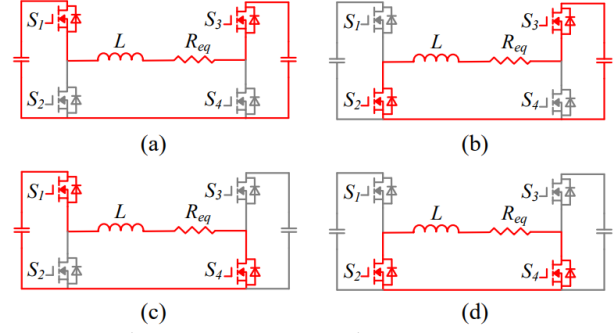 S1 S3 S1 S3
L Req L Req
S2 S4 S2 S4
(a) (b)
S1 S3 S1 S3
L Req L Req
S2 S4 S2 S4
(c) (d)